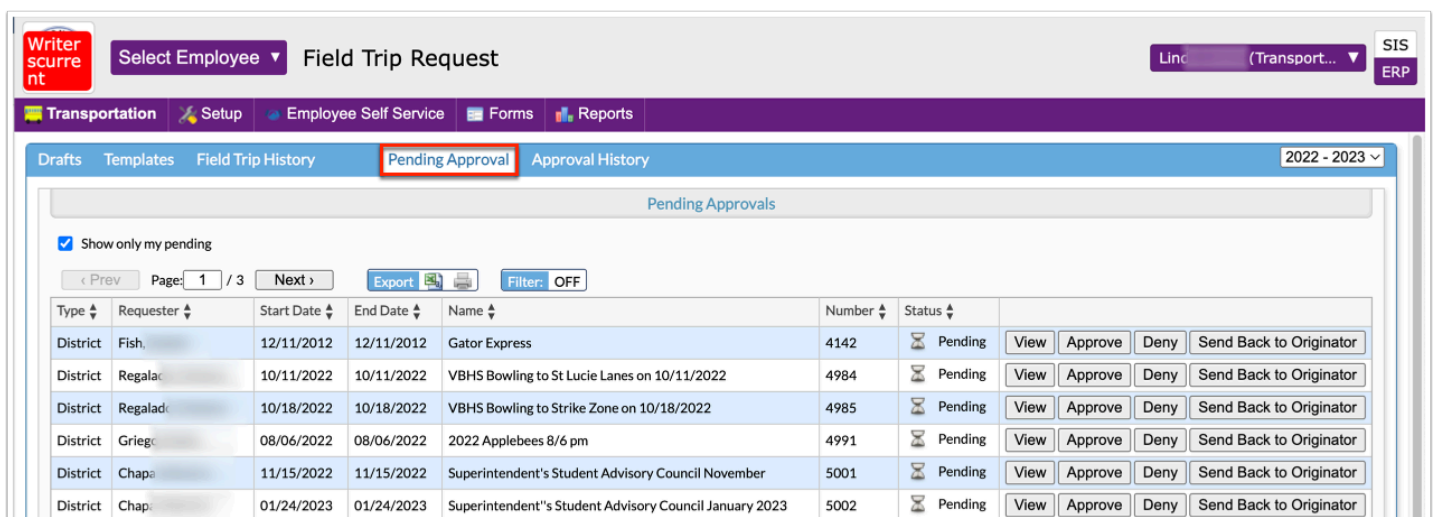 Writer
scurre
nt
Select Employee ▼ Field Trip Request (Transport... ▼ SIS
ERP
Transportation Setup Employee Self Service Forms Reports
Drafts Templates Field Trip History Pending Approval Approval History 2022 - 2023
Pending Approvals
Show only my pending
‹ Prev Page: 1 / 3 Next › Export Filter: OFF
Type Requester Start Date End Date Name Number Status
District Fish, 12/11/2012 12/11/2012 Gator Express 4142 Pending View Approve Deny Send Back to Originator
District 10/11/2022 10/11/2022 VBHS Bowling to St Lucie Lanes on 10/11/2022 4984 Pending View Approve Deny Send Back to Originator
District 10/18/2022 10/18/2022 VBHS Bowling to Strike Zone on 10/18/2022 4985 Pending View Approve Deny Send Back to Originator
District 08/06/2022 08/06/2022 2022 Applebees 8/6 pm 4991 Pending View Approve Deny Send Back to Originator
District Chapa 11/15/2022 11/15/2022 Superintendent's Student Advisory Council November 5001 Pending View Approve Deny Send Back to Originator
District 01/24/2023 01/24/2023 Superintendent''s Student Advisory Council January 2023 5002 Pending View Approve Deny Send Back to Originator